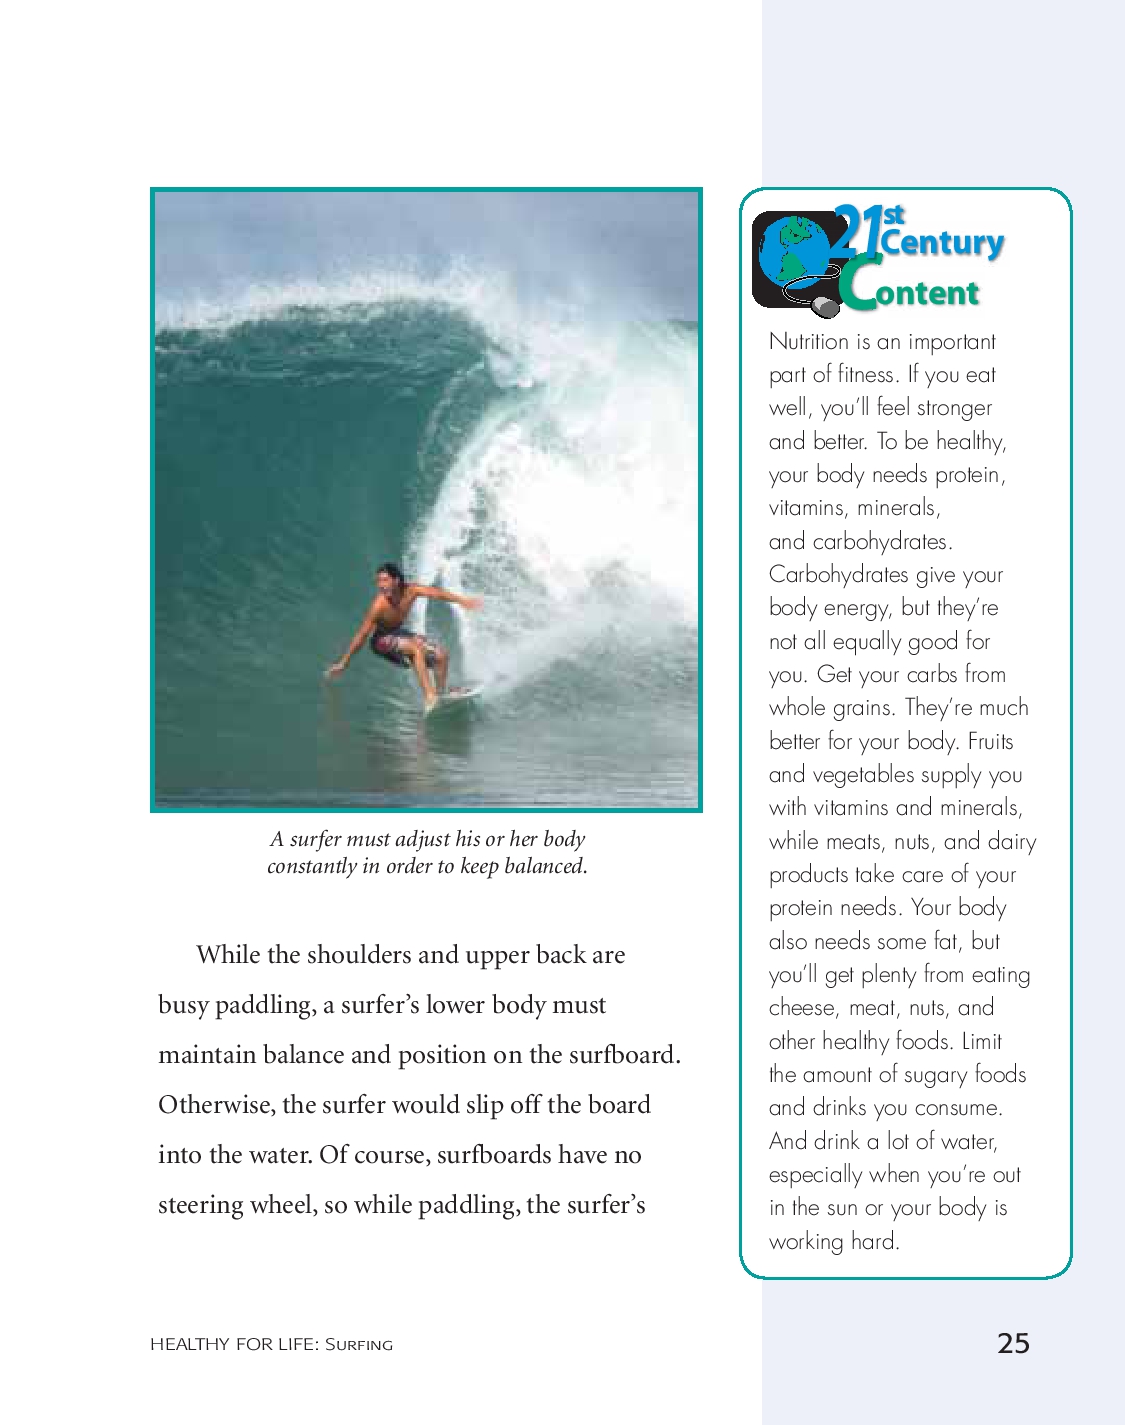 A surfer must adjust his or her body
constantly in order to keep balanced.
While the shoulders and upper back are
busy paddling, a surfer’s lower body must
maintain balance and position on the surfboard.
Otherwise, the surfer would slip off the board
into the water. Of course, surfboards have no
steering wheel, so while paddling, the surfer’s
21st
Century
Content
Nutrition is an important
part of fitness. If you eat
well, you’ll feel stronger
and better. To be healthy,
your body needs protein,
vitamins, minerals,
and carbohydrates.
Carbohydrates give your
body energy, but they’re
not all equally good for
you. Get your carbs from
whole grains. They’re much
better for your body. Fruits
and vegetables supply you
with vitamins and minerals,
while meats, nuts, and dairy
products take care of your
protein needs. Your body
also needs some fat, but
you’ll get plenty from eating
cheese, meat, nuts, and
other healthy foods. Limit
the amount of sugary foods
and drinks you consume.
And drink a lot of water,
especially when you’re out
in the sun or your body is
working hard.
HEALTHY FOR LIFE: Surfing
25